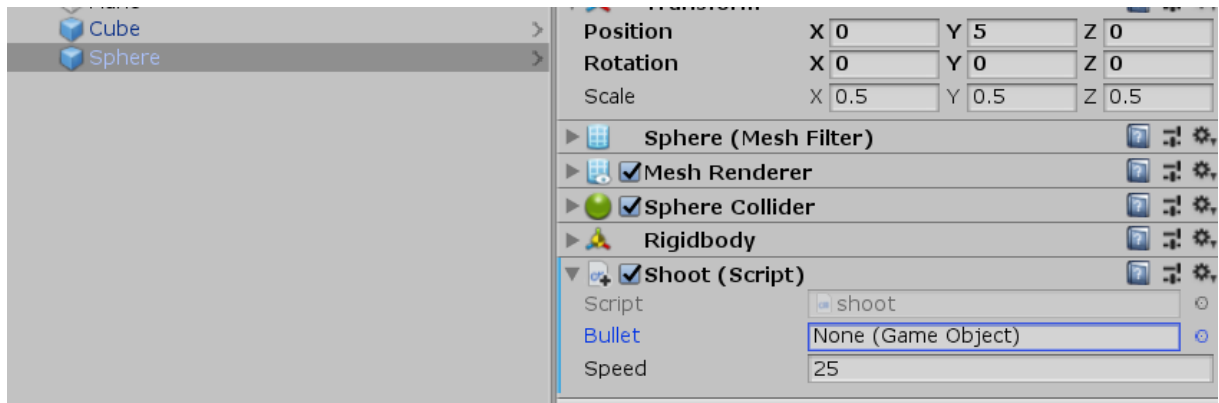 Cube
Sphere
Position X 0 Y 5 Z 0
Rotation X 0 Y 0 Z 0
Scale X 0.5 Y 0.5 Z 0.5
Sphere (Mesh Filter)
Mesh Renderer
Sphere Collider
Rigidbody
Shoot (Script)
Script shoot
Bullet None (Game Object)
Speed 25